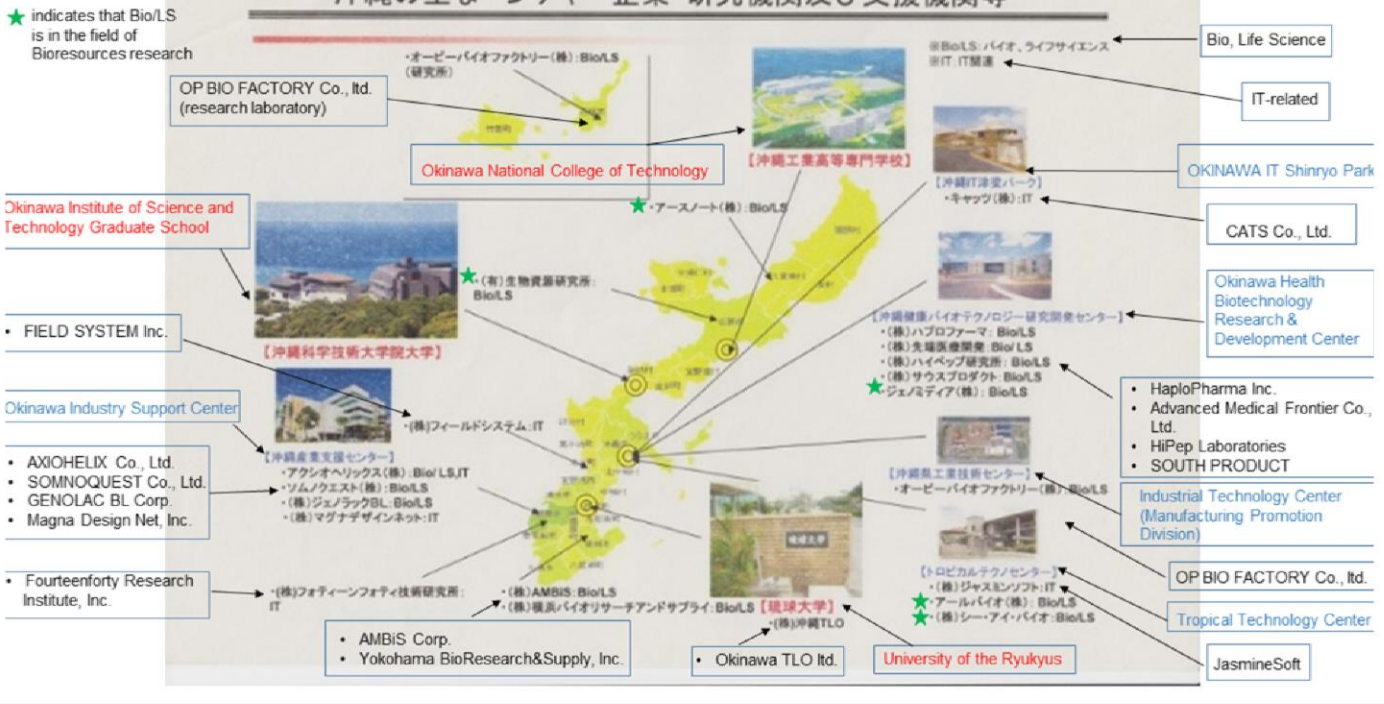 ★ indicates that Bio/LS
is in the field of
Bioresources research
※Bio/LS: バイオ、ライフサイエンス
※IT: IT関連
Bio, Life Science
IT-related
・オーピーバイオファクトリー(株):Bio/LS
(研究所)
OP BIO FACTORY Co., ltd.
(research laboratory)
Okinawa National College of Technology
【沖縄工業高等専門学校】
【沖縄IT津梁パーク】
・キャッツ(株):IT
OKINAWA IT Shinryo Park
CATS Co., Ltd.
★・アースノート(株):Bio/LS
Okinawa Institute of Science and
Technology Graduate School
【沖縄科学技術大学院大学】
★・(有)生物資源研究所:
Bio/LS
【沖縄健康バイオテクノロジー研究開発センター】
・(株)ハプロファーマ: Bio/LS
・(株)先端医療開発: Bio/LS
・(株)ハイペップ研究所: Bio/LS
・(株)サウスプロダクト: Bio/LS
★・ジェノミディア(株): Bio/LS
Okinawa Health
Biotechnology
Research &
Development Center
• HaploPharma Inc.
• Advanced Medical Frontier Co.,
Ltd.
• HiPep Laboratories
• SOUTH PRODUCT
• FIELD SYSTEM Inc.
・(株)フィールドシステム:IT
Okinawa Industry Support Center
【沖縄産業支援センター】
・アクシオヘリックス(株): Bio/ LS,IT
・ソムノクエスト(株): Bio/LS
・(株)ジェノラックBL: Bio/LS
・(株)マグナデザインネット: IT
• AXIOHELIX Co., Ltd.
• SOMNOQUEST Co., Ltd.
• GENOLAC BL Corp.
• Magna Design Net, Inc.
【沖縄県工業技術センター】
・オーピーバイオファクトリー(株): Bio/LS
Industrial Technology Center
(Manufacturing Promotion
Division)
OP BIO FACTORY Co., ltd.
• Fourteenforty Research
Institute, Inc.
・(株)フォティーンフォティ技術研究所:
IT
・(株)AMBiS: Bio/LS
・(株)横浜バイオリサーチアンドサプライ: Bio/LS
• AMBiS Corp.
• Yokohama BioResearch&Supply, Inc.
琉球大学
【琉球大学】
・(株)沖縄TLO
• Okinawa TLO ltd.
University of the Ryukyus
【トロピカルテクノセンター】
・(株)ジャスミンソフト: IT
★・アールバイオ(株): Bio/LS
★・(株)シー・アイ・バイオ: Bio/LS
Tropical Technology Center
JasmineSoft